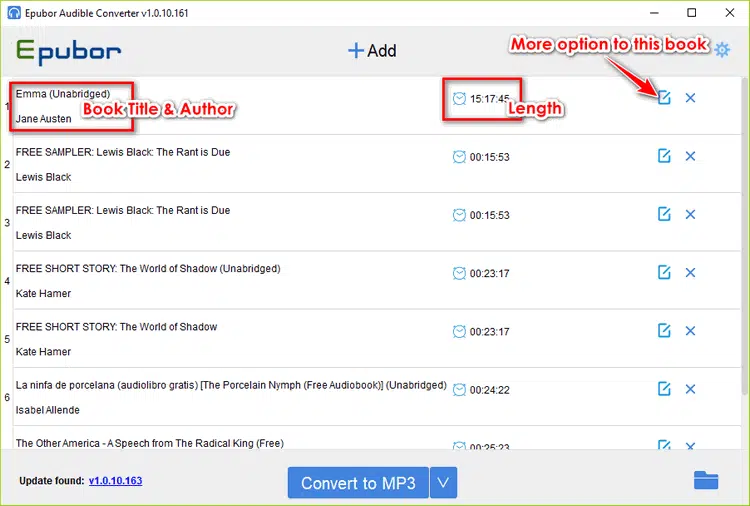 Epubor Audible Converter v1.0.10.161
Epubor
+ Add
More option to this book
1
Emma (Unabridged)
Jane Austen
Book Title & Author
15:17:45
Length
2
FREE SAMPLER: Lewis Black: The Rant is Due
Lewis Black
00:15:53
3
FREE SAMPLER: Lewis Black: The Rant is Due
Lewis Black
00:15:53
4
FREE SHORT STORY: The World of Shadow (Unabridged)
Kate Hamer
00:23:17
5
FREE SHORT STORY: The World of Shadow
Kate Hamer
00:23:17
6
La ninfa de porcelana (audiolibro gratis) [The Porcelain Nymph (Free Audiobook)] (Unabridged)
Isabel Allende
00:24:22
The Other America - A Speech from The Radical King (Free)
00:25:23
Update found: v1.0.10.163
Convert to MP3